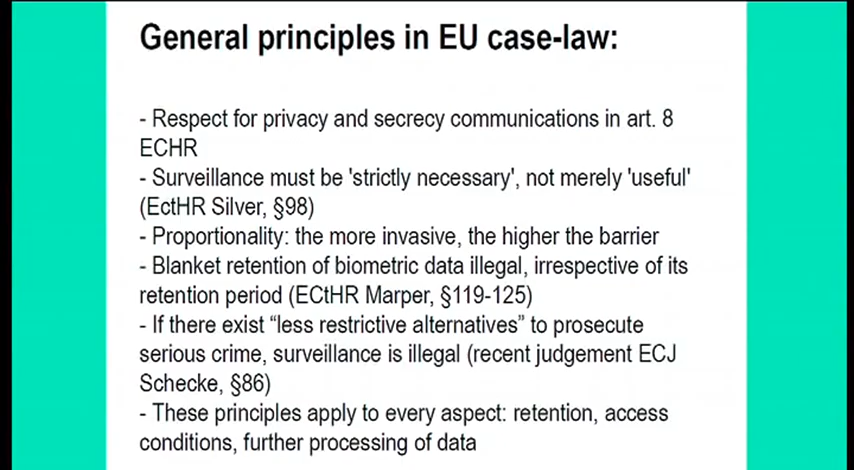 General principles in EU case-law:
- Respect for privacy and secrecy communications in art. 8
ECHR
- Surveillance must be 'strictly necessary', not merely 'useful'
(EctHR Silver, §98)
- Proportionality: the more invasive, the higher the barrier
- Blanket retention of biometric data illegal, irrespective of its
retention period (ECtHR Marper, §119-125)
- If there exist “less restrictive alternatives” to prosecute
serious crime, surveillance is illegal (recent judgement ECJ
Schecke, §86)
- These principles apply to every aspect: retention, access
conditions, further processing of data